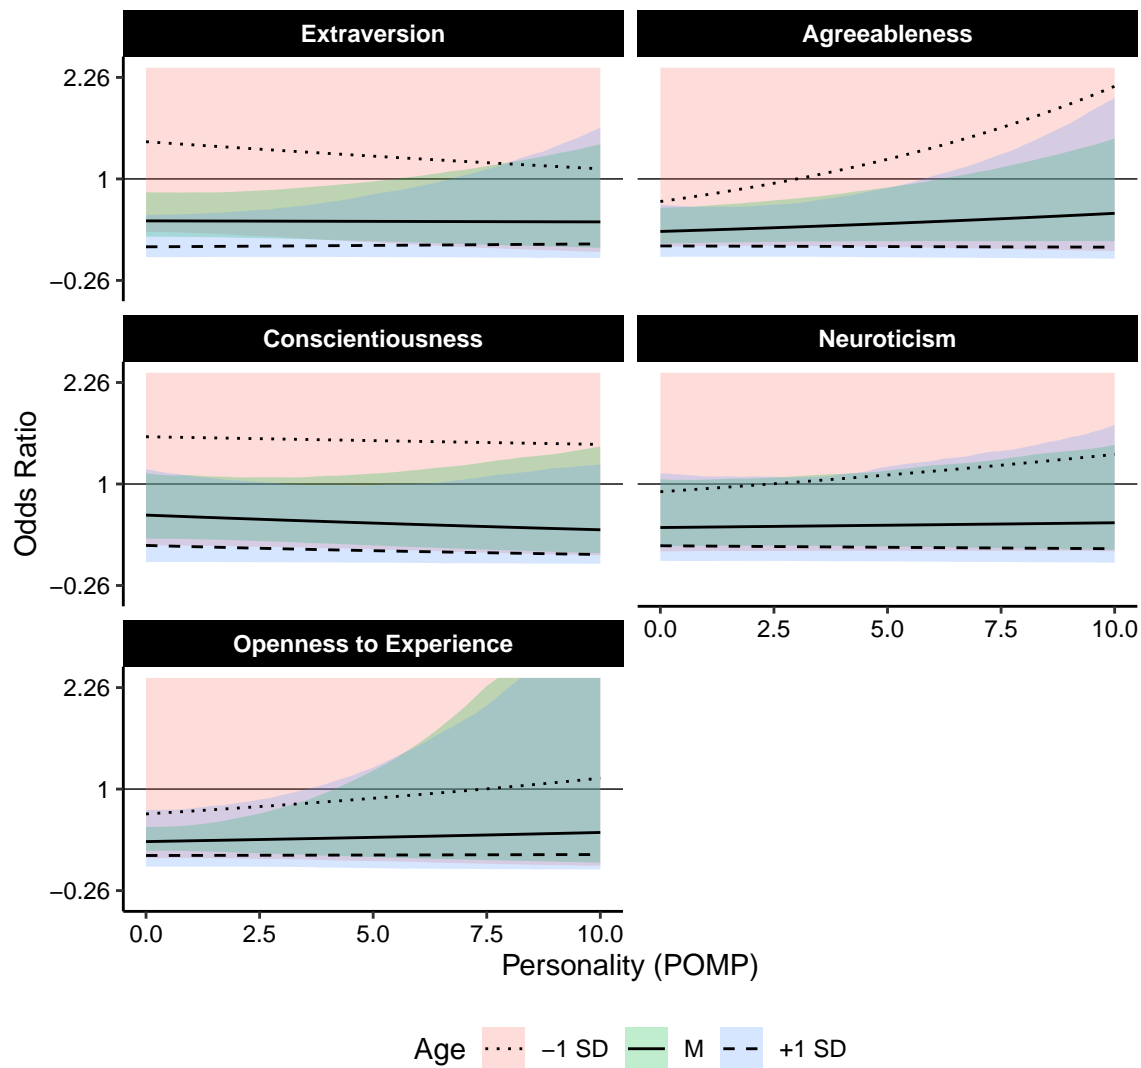 Extraversion
Agreeableness
2.26
1
−0.26
Conscientiousness
Neuroticism
2.26
1
−0.26
0.0 2.5 5.0 7.5 10.0
Openness to Experience
2.26
1
−0.26
0.0 2.5 5.0 7.5 10.0
Odds Ratio
Personality (POMP)
Age −1 SD M +1 SD